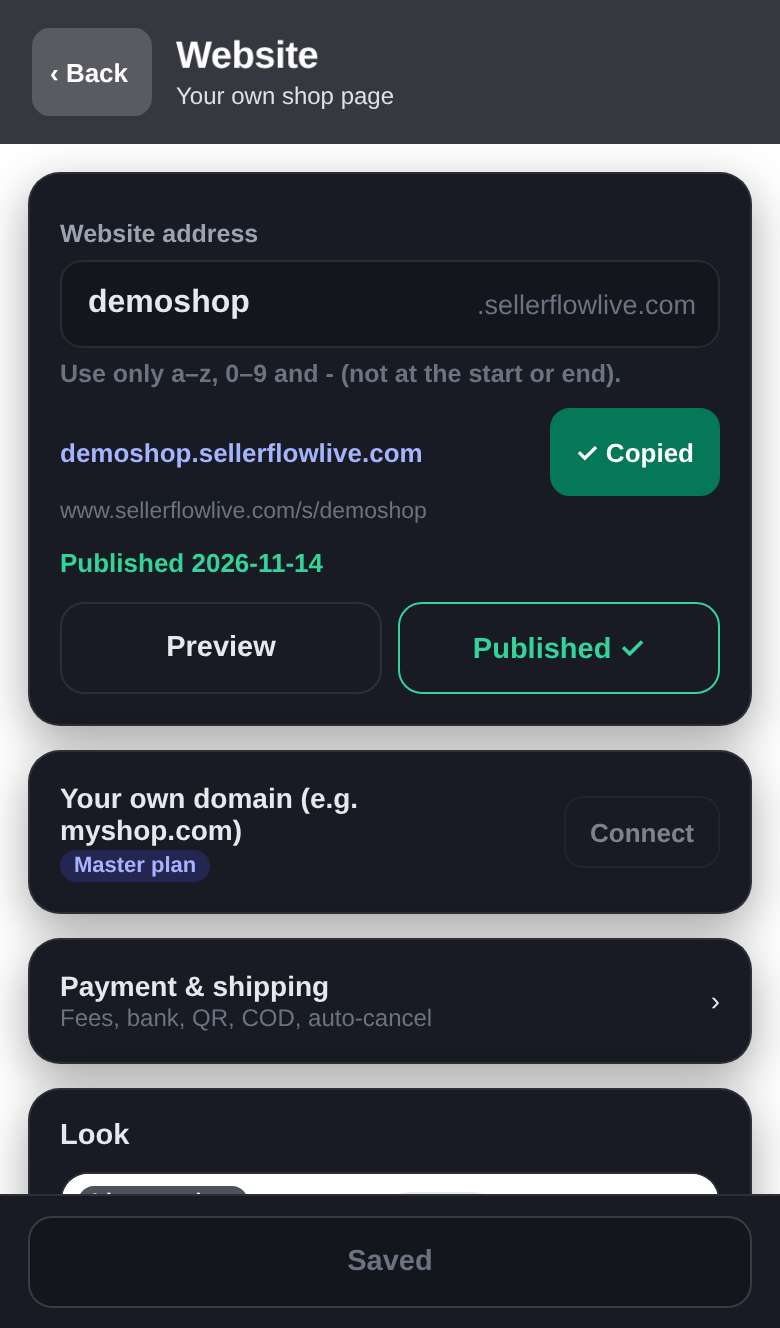 ‹ Back
Website
Your own shop page
Website address
demoshop
.sellerflowlive.com
Use only a–z, 0–9 and - (not at the start or end).
demoshop.sellerflowlive.com
✓ Copied
www.sellerflowlive.com/s/demoshop
Published 2026-11-14
Preview
Published ✓
Your own domain (e.g.
myshop.com)
Master plan
Connect
Payment & shipping
Fees, bank, QR, COD, auto-cancel
›
Look
Saved